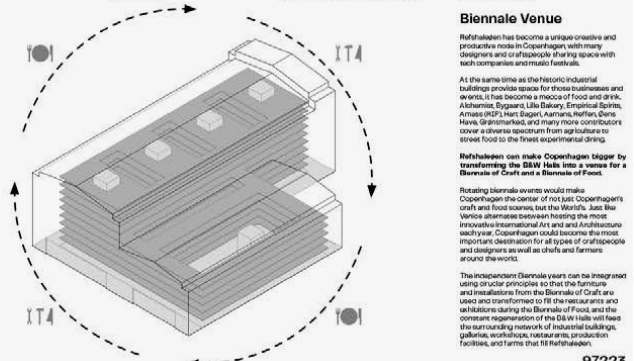 Biennale Venue
Refshaleøen has become a unique creative and
productive node in Copenhagen, with many
designers and craftspeople sharing space with
tech companies and music festivals.
At the same time as the historic industrial
buildings provide space for those businesses and
events, it has become a mecca of food and drink.
Alchemist, Bygaard, Lille Bakery, Empirical Spirits,
Amass (RIP), Hart Bageri, Aamans, Reffen, Øens
Have, Grøntmarked, and many more contributors
cover a diverse spectrum from agriculture to
street food to the finest experimental dining.
Refshaleøen can make Copenhagen bigger by
transforming the B&W Halls into a venue for a
Biennale of Craft and a Biennale of Food.
Rotating biennale events would make
Copenhagen the center of not just Copenhagen's
craft and food scenes, but the World's. Just like
Venice alternates between hosting the most
innovative international Art and and Architecture
each year, Copenhagen could become the most
important destination for all types of craftspeople
and designers as well as chefs and farmers
around the world.
The independent Biennale years can be integrated
using circular principles so that the furniture
and installations from the Biennale of Craft are
used and transformed to fill the restaurants and
exhibitions during the Biennale of Food, and the
constant regeneration of the B&W Halls will feed
the surrounding network of industrial buildings,
galleries, workshops, restaurants, production
facilities, and farms that fill Refshaleøen.
97223